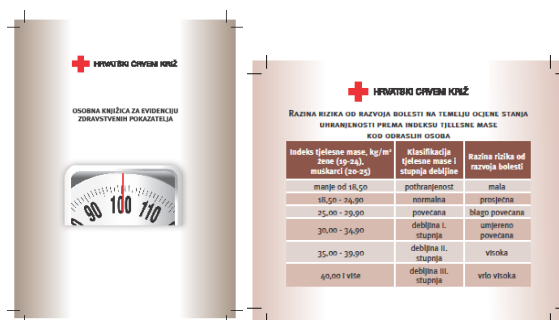 HRVATSKI CRVENI KRIŽ
OSOBNA KNJIŽICA ZA EVIDENCIJU
ZDRAVSTVENIH POKAZATELJA
90 100 110
HRVATSKI CRVENI KRIŽ
RAZINA RIZIKA OD RAZVOJA BOLESTI NA TEMELJU OCJENE STANJA
UHRANJENOSTI PREMA INDEKSU TJELESNE MASE
KOD ODRASLIH OSOBA
Indeks tjelesne mase, kg/m²
žene (19-24),
muškarci (20-25)
Klasifikacija
tjelesne mase i
stupnja debljine
Razina rizika od
razvoja bolesti
manje od 18,50 pothranjenost mala
18,50 - 24,90 normalna prosječna
25,00 - 29,90 povećana blago povećana
30,00 - 34,90 debljina I.
stupnja umjereno
povećana
35,00 - 39,90 debljina II.
stupnja visoka
40,00 i više debljina III.
stupnja vrlo visoka